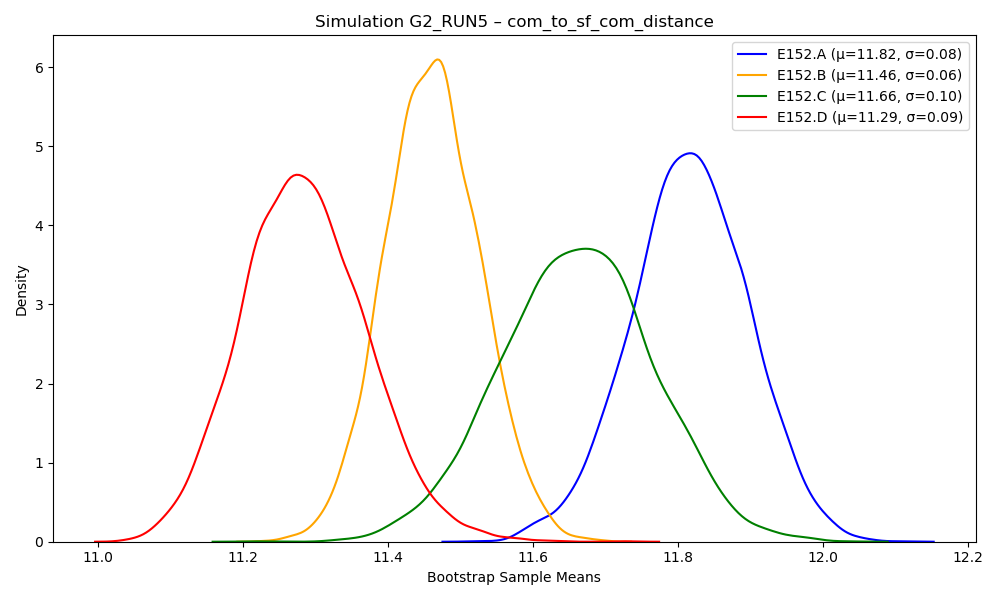 Simulation G2_RUN5 – com_to_sf_com_distance
E152.A (μ=11.82, σ=0.08)
E152.B (μ=11.46, σ=0.06)
E152.C (μ=11.66, σ=0.10)
E152.D (μ=11.29, σ=0.09)
Density
6
5
4
3
2
1
0
11.0 11.2 11.4 11.6 11.8 12.0 12.2
Bootstrap Sample Means